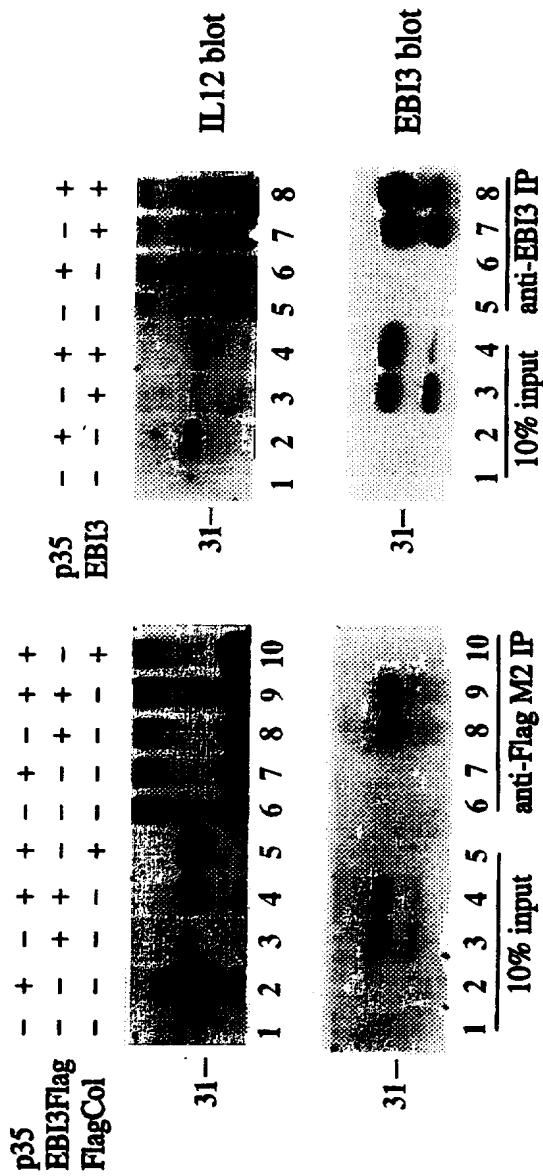 p35 − + − + + − + − + +
EBI3Flag − − + + − − − + + −
FlagCol − − − − + − − − − +
31−
1 2 3 4 5 6 7 8 9 10
31−
1 2 3 4 5 6 7 8 9 10
10% input anti-Flag M2 IP
p35 − + − + − + − +
EBI3 − − + + − − + +
31−
IL12 blot
1 2 3 4 5 6 7 8
31−
EBI3 blot
1 2 3 4 5 6 7 8
10% input anti-EBI3 IP